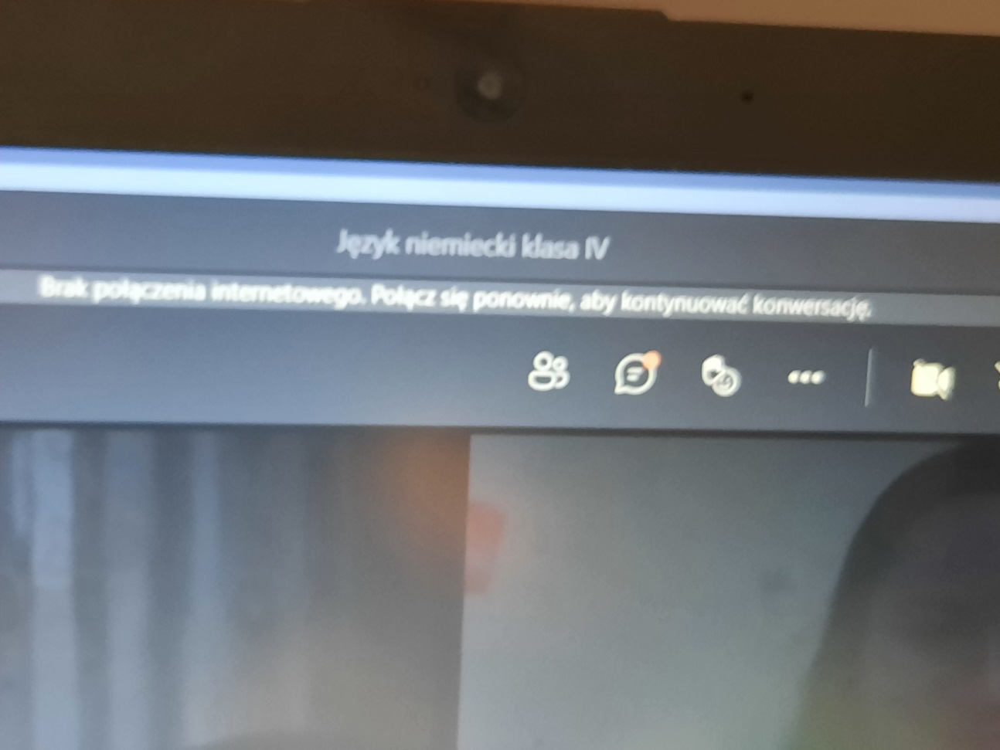 Język niemiecki klasa IV
Brak połączenia internetowego. Połącz się ponownie, aby kontynuować konwersację.